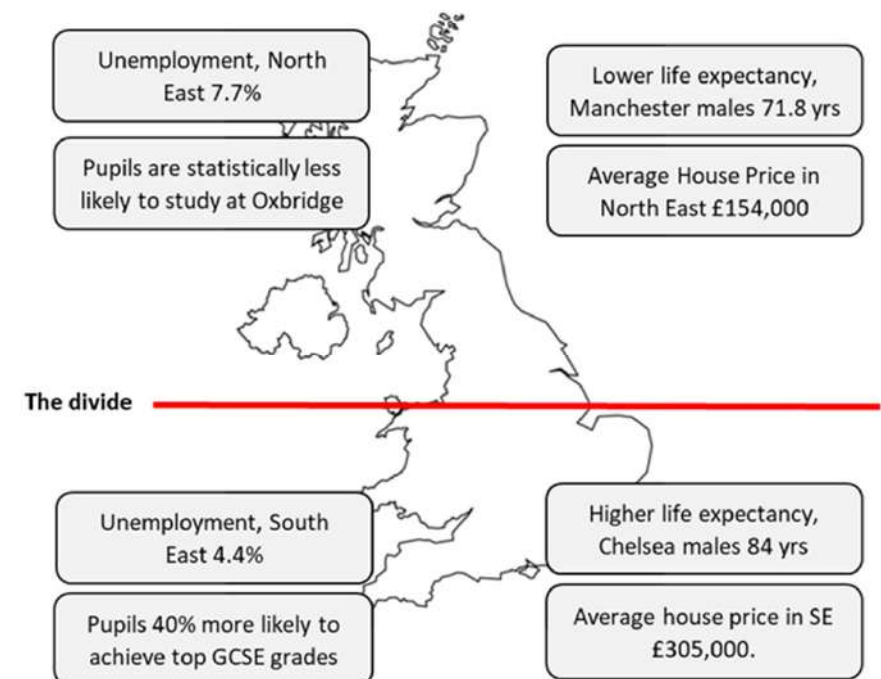 Unemployment, North
East 7.7%
Lower life expectancy,
Manchester males 71.8 yrs
Pupils are statistically less
likely to study at Oxbridge
Average House Price in
North East £154,000
The divide
Unemployment, South
East 4.4%
Higher life expectancy,
Chelsea males 84 yrs
Pupils 40% more likely to
achieve top GCSE grades
Average house price in SE
£305,000.